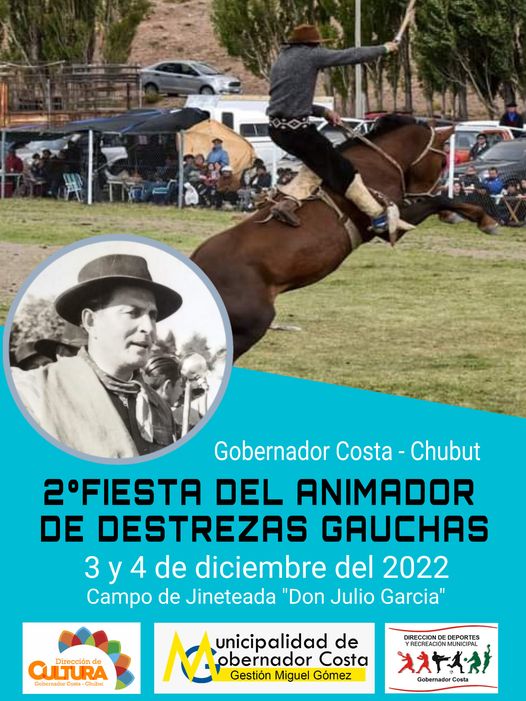 Gobernador Costa - Chubut
2°FIESTA DEL ANIMADOR
DE DESTREZAS GAUCHAS
3 y 4 de diciembre del 2022
Campo de Jineteada "Don Julio Garcia"
Dirección de
CULTURA
Gobernador Costa - Chubut
Municipalidad de
Gobernador Costa
Gestión Miguel Gómez
DIRECCION DE DEPORTES
Y RECREACIÓN MUNICIPAL
Gobernador Costa